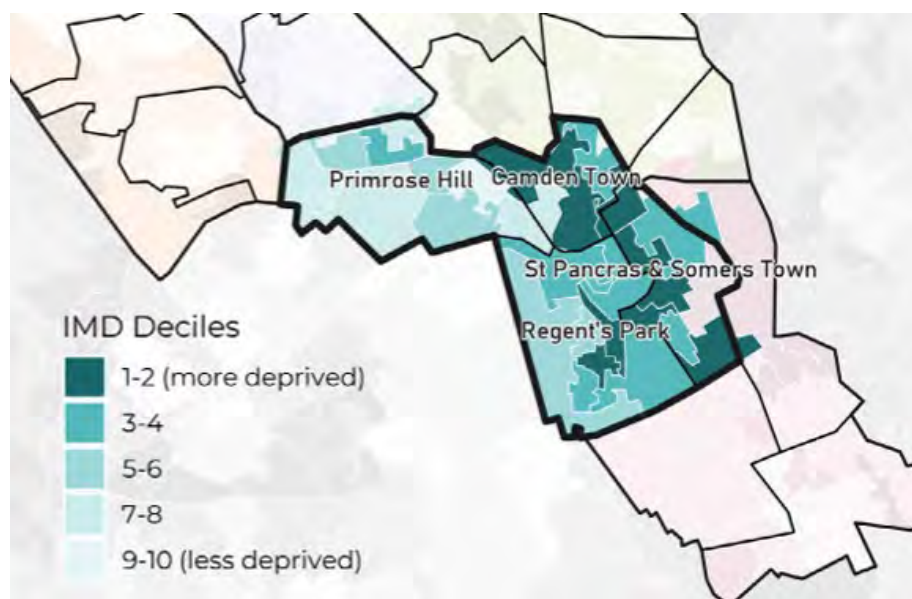 Primrose Hill
Camden Town
St Pancras & Somers Town
Regent's Park
IMD Deciles
1-2 (more deprived)
3-4
5-6
7-8
9-10 (less deprived)